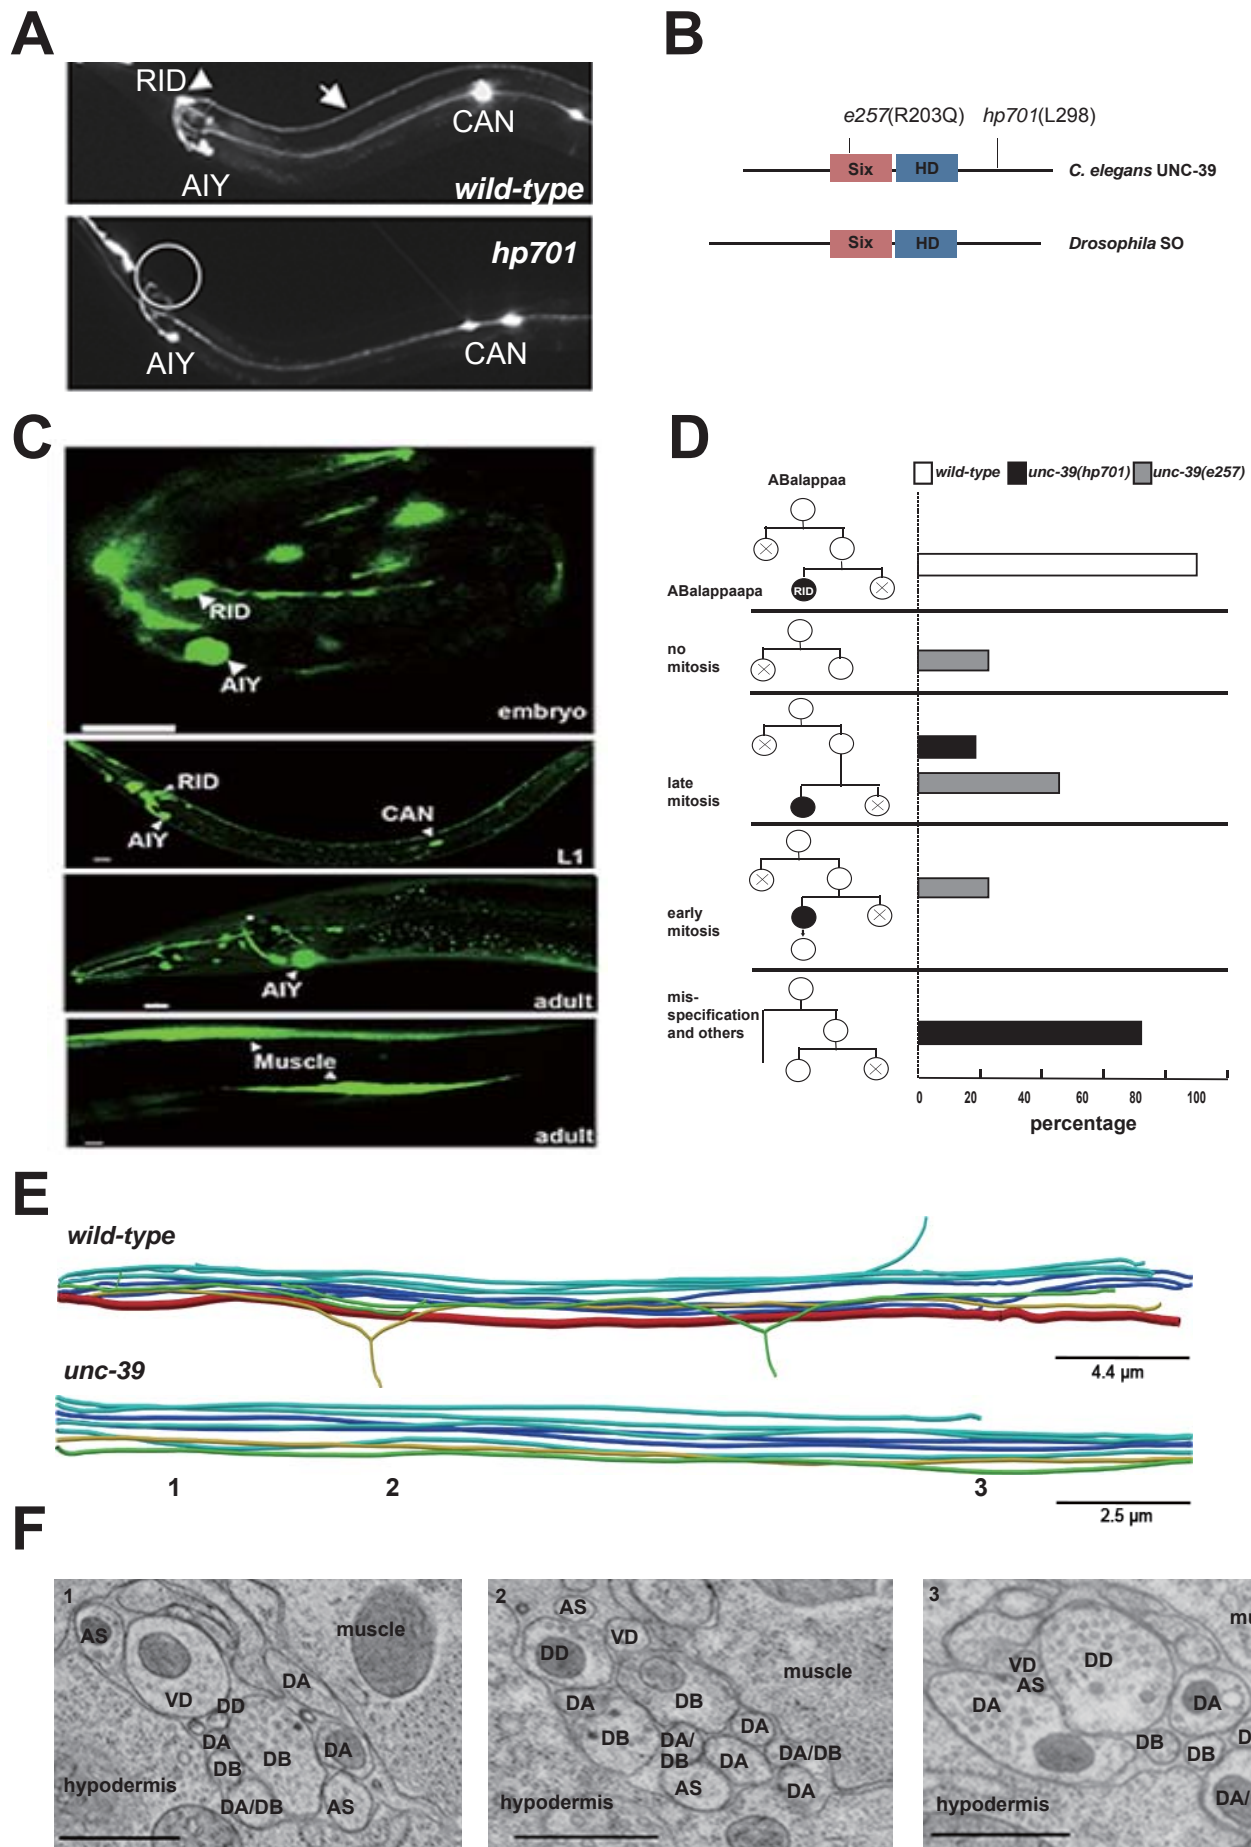 A
RID
CAN
AIY
wild-type
hp701
AIY
CAN
B
e257(R203Q) hp701(L298)
Six HD C. elegans UNC-39
Six HD Drosophila SO
C
RID
AIY
embryo
RID
CAN
AIY
L1
AIY
adult
Muscle
adult
D
wild-type unc-39(hp701) unc-39(e257)
ABalappaa
ABalappaapa
RID
no
mitosis
late
mitosis
early
mitosis
mis-
specification
and others
0 20 40 60 80 100
percentage
E
wild-type
4.4 µm
unc-39
1 2 3
2.5 µm
F
1
AS
muscle
DA
VD DD
DA
DB DB DA
hypodermis
DA/DB AS
2
AS
VD
DD
muscle
DA DB
DB DA/
DB
DA
DA DA/DB
AS DA
hypodermis
3
mu
VD DD
AS
DA DA
DB DB D
DA/
hypodermis